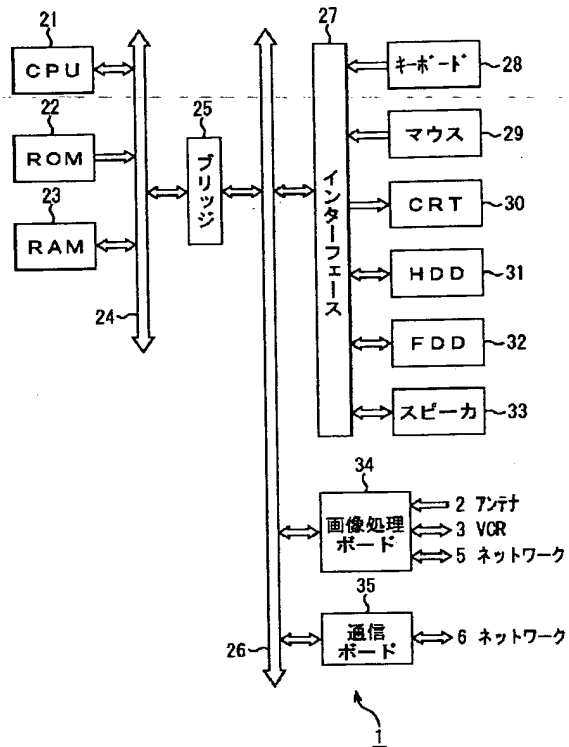 21
CPU
22
ROM
23
RAM
24
25
ブリッジ
26
27
インターフェース
キーボード 28
マウス 29
CRT 30
HDD 31
FDD 32
スピーカ 33
34
画像処理
ボード
2 アンテナ
3 VCR
5 ネットワーク
35
通信
ボード
6 ネットワーク
1